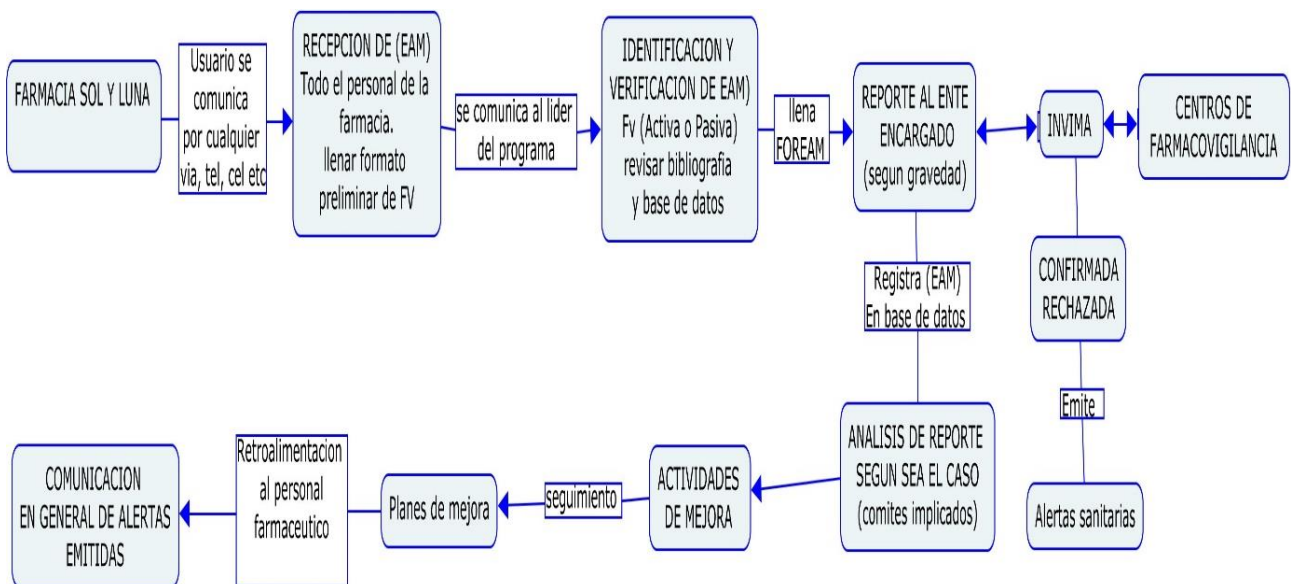 FARMACIA SOL Y LUNA
Usuario se
comunica
por cualquier
via, tel, cel etc
RECEPCION DE (EAM)
Todo el personal de la
farmacia.
llenar formato
preliminar de FV
se comunica al lider
del programa
IDENTIFICACION Y
VERIFICACION DE EAM)
Fv (Activa o Pasiva)
revisar bibliografia
y base de datos
llena
FOREAM
REPORTE AL ENTE
ENCARGADO
(segun gravedad)
INVIMA
CENTROS DE
FARMACOVIGILANCIA
Registra (EAM)
En base de datos
CONFIRMADA
RECHAZADA
Emite
Alertas sanitarias
ANALISIS DE REPORTE
SEGUN SEA EL CASO
(comites implicados)
ACTIVIDADES
DE MEJORA
seguimiento
Planes de mejora
Retroalimentacion
al personal
farmaceutico
COMUNICACION
EN GENERAL DE ALERTAS
EMITIDAS